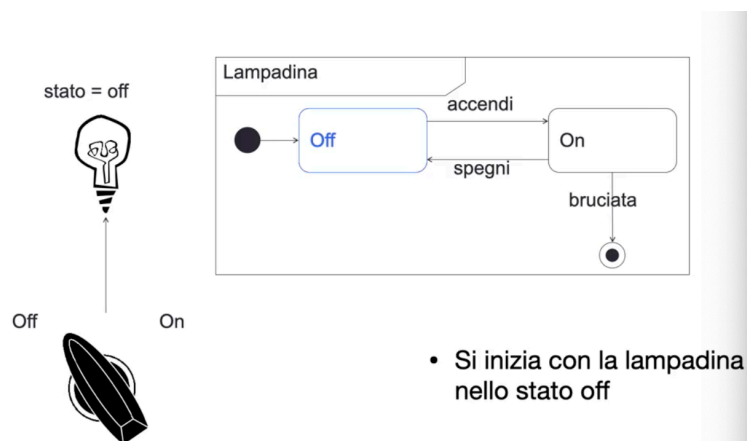 stato = off
Lampadina
Off
accendi
spegni
On
bruciata
Off
On
• Si inizia con la lampadina
nello stato off